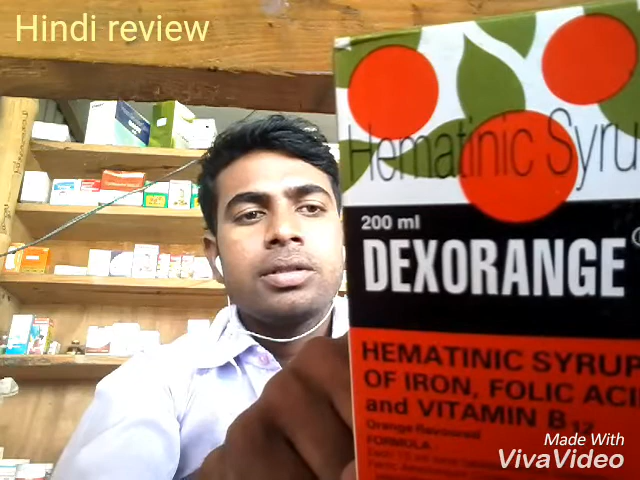 Hindi review
Hematinic Syru
200 ml
DEXORANGE
HEMATINIC SYRUP
OF IRON, FOLIC ACI
and VITAMIN B12
Orange flavoured
FORMULA
Made With
VivaVideo